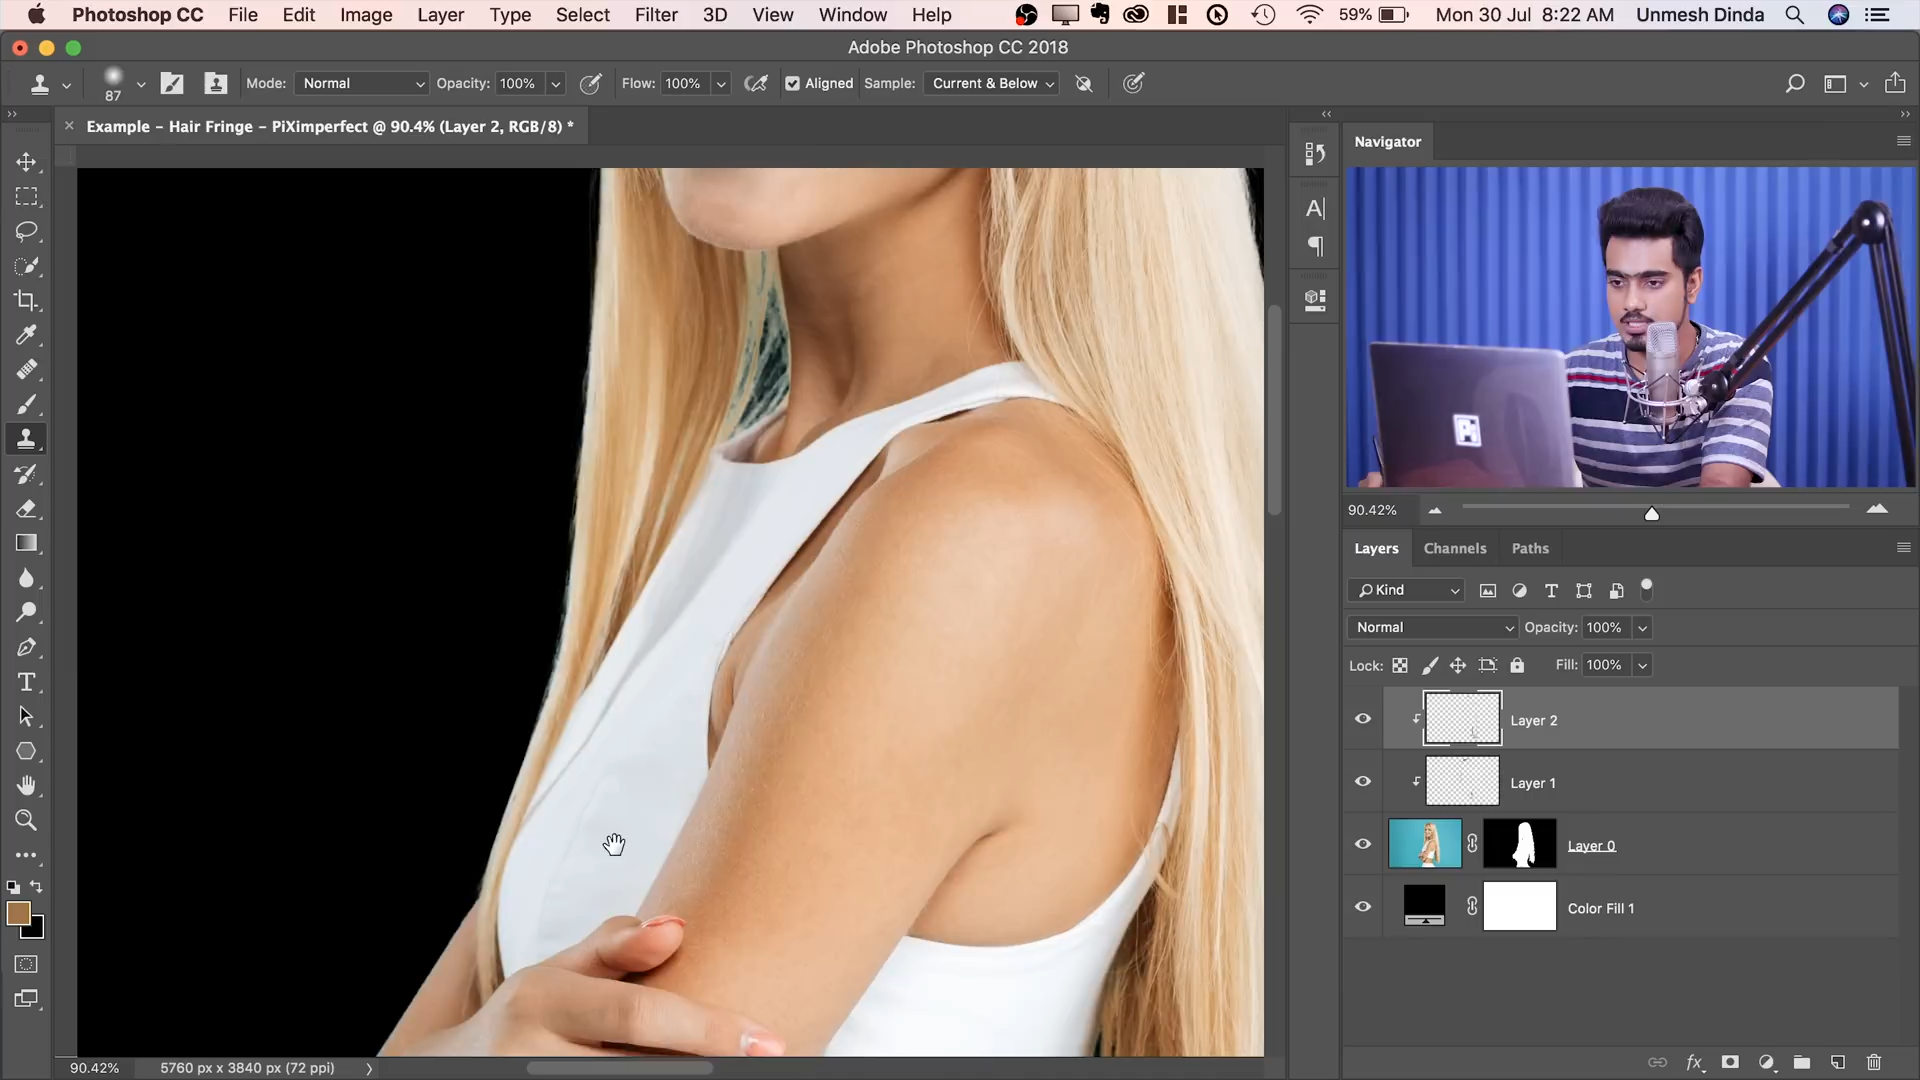 Photoshop CC File Edit Image Layer Type Select Filter 3D View Window Help 59% Mon 30 Jul 8:22 AM Unmesh Dinda
Adobe Photoshop CC 2018
87 Mode: Normal Opacity: 100% Flow: 100% Aligned Sample: Current & Below
Example - Hair Fringe - PiXimperfect @ 90.4% (Layer 2, RGB/8) *
Navigator
90.42%
Layers Channels Paths
Kind
Normal Opacity: 100%
Lock: Fill: 100%
Layer 2
Layer 1
Layer 0
Color Fill 1
90.42% 5760 px x 3840 px (72 ppi)